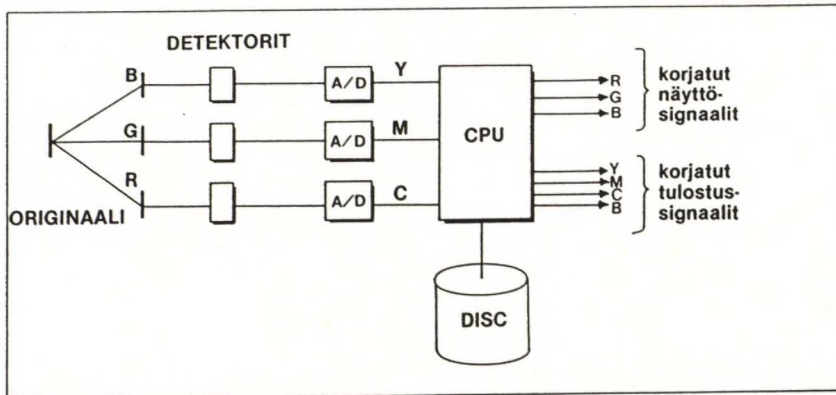 DETEKTORIT
B
A/D
Y
G
A/D
M
R
A/D
C
ORIGINAALI
CPU
DISC
R
G
B
korjatut
näyttö-
signaalit
Y
M
C
B
korjatut
tulostus-
signaalit